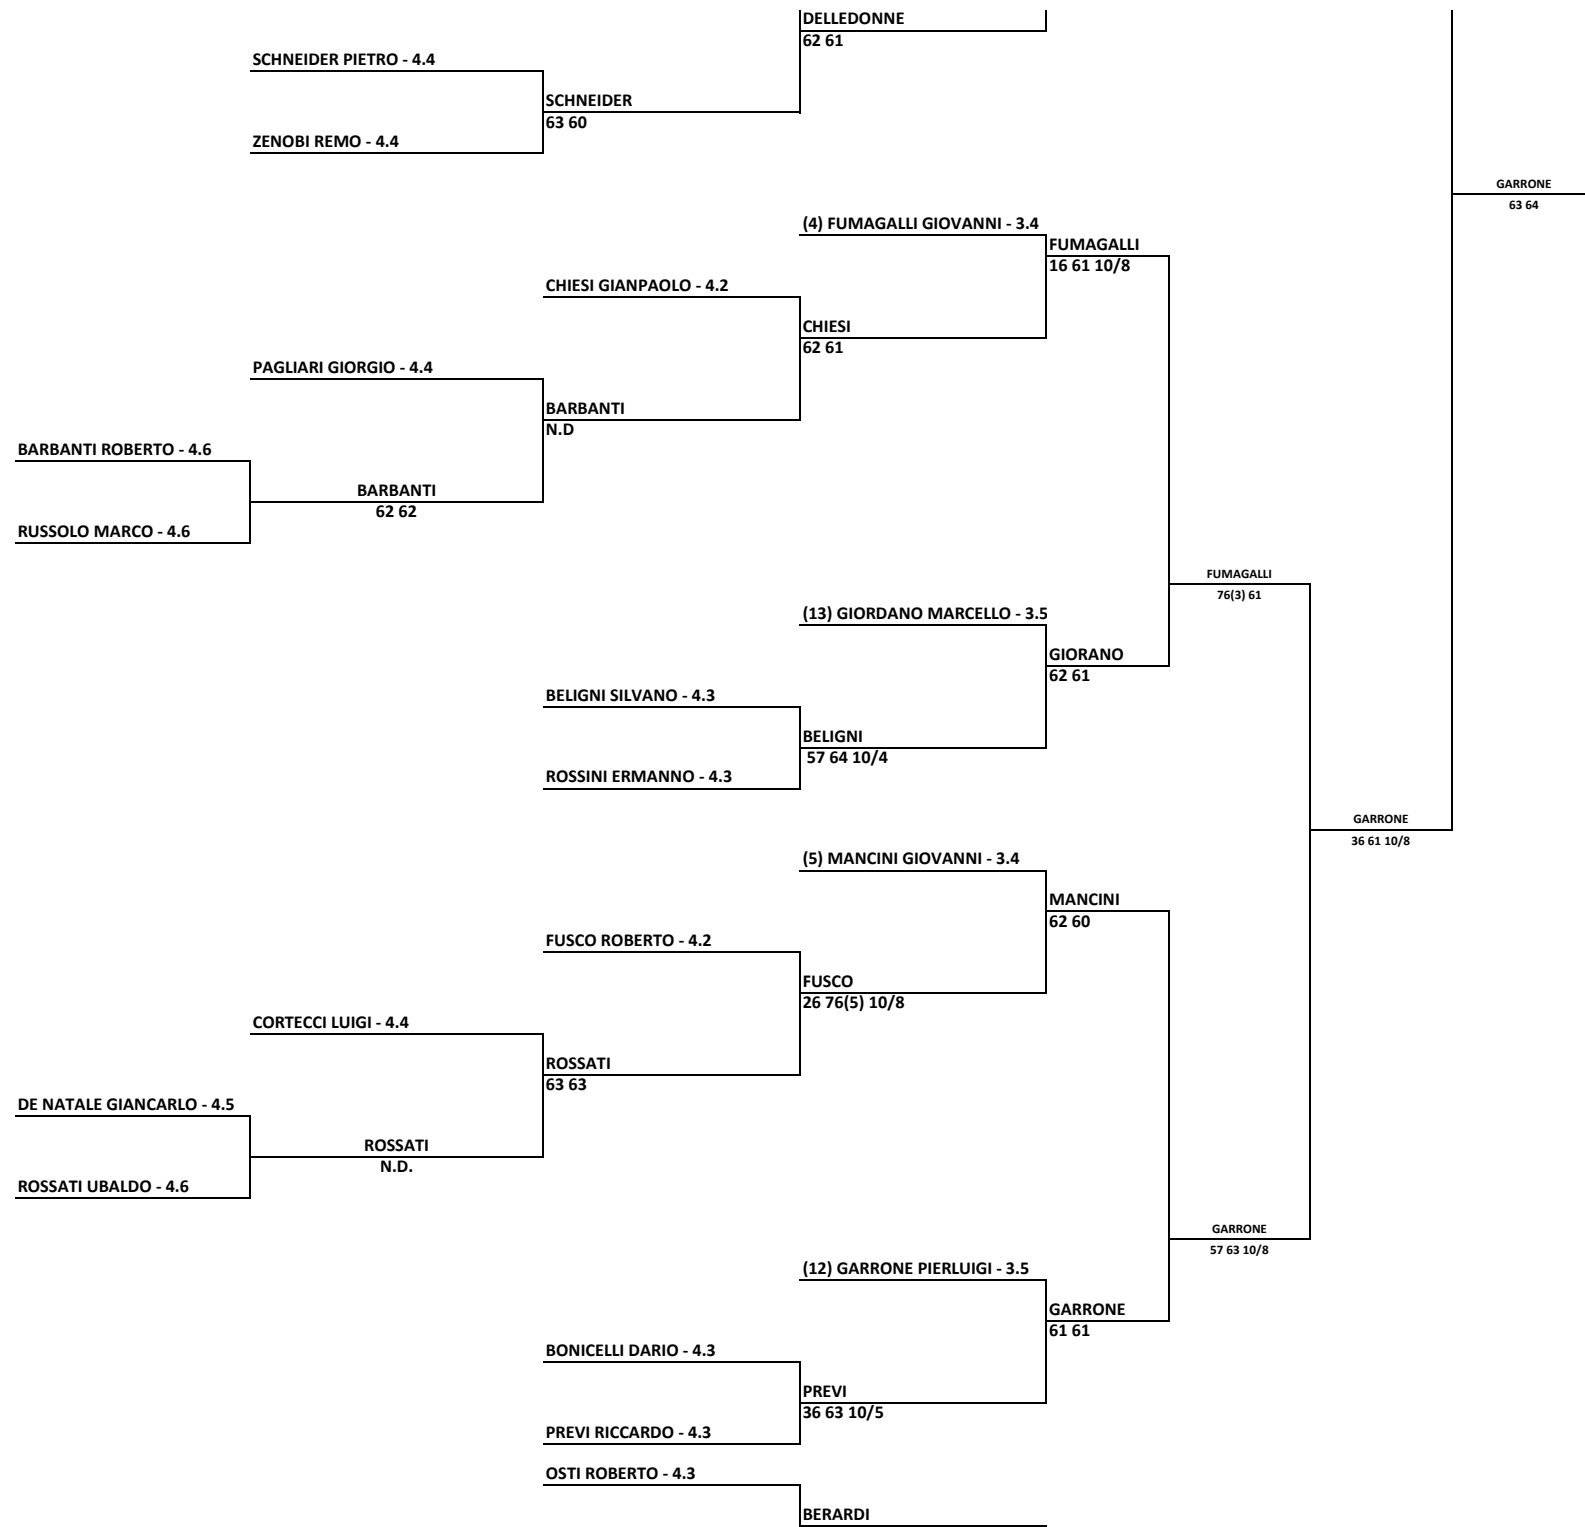 DELLEDONNE
62 61
SCHNEIDER PIETRO - 4.4
SCHNEIDER
63 60
ZENOBI REMO - 4.4
GARRONE
63 64
(4) FUMAGALLI GIOVANNI - 3.4
FUMAGALLI
16 61 10/8
CHIESI GIANPAOLO - 4.2
CHIESI
62 61
PAGLIARI GIORGIO - 4.4
BARBANTI
N.D
BARBANTI ROBERTO - 4.6
BARBANTI
62 62
RUSSOLO MARCO - 4.6
FUMAGALLI
76(3) 61
(13) GIORDANO MARCELLO - 3.5
GIORANO
62 61
BELIGNI SILVANO - 4.3
BELIGNI
57 64 10/4
ROSSINI ERMANNO - 4.3
GARRONE
36 61 10/8
(5) MANCINI GIOVANNI - 3.4
MANCINI
62 60
FUSCO ROBERTO - 4.2
FUSCO
26 76(5) 10/8
CORTECCI LUIGI - 4.4
ROSSATI
63 63
DE NATALE GIANCARLO - 4.5
ROSSATI
N.D.
ROSSATI UBALDO - 4.6
GARRONE
57 63 10/8
(12) GARRONE PIERLUIGI - 3.5
GARRONE
61 61
BONICELLI DARIO - 4.3
PREVI
36 63 10/5
PREVI RICCARDO - 4.3
OSTI ROBERTO - 4.3
BERARDI